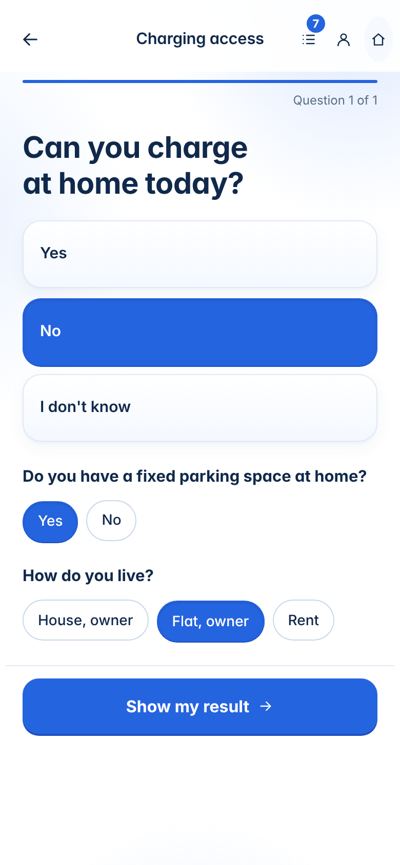 Charging access
7
Question 1 of 1
Can you charge
at home today?
Yes
No
I don't know
Do you have a fixed parking space at home?
Yes
No
How do you live?
House, owner
Flat, owner
Rent
Show my result →